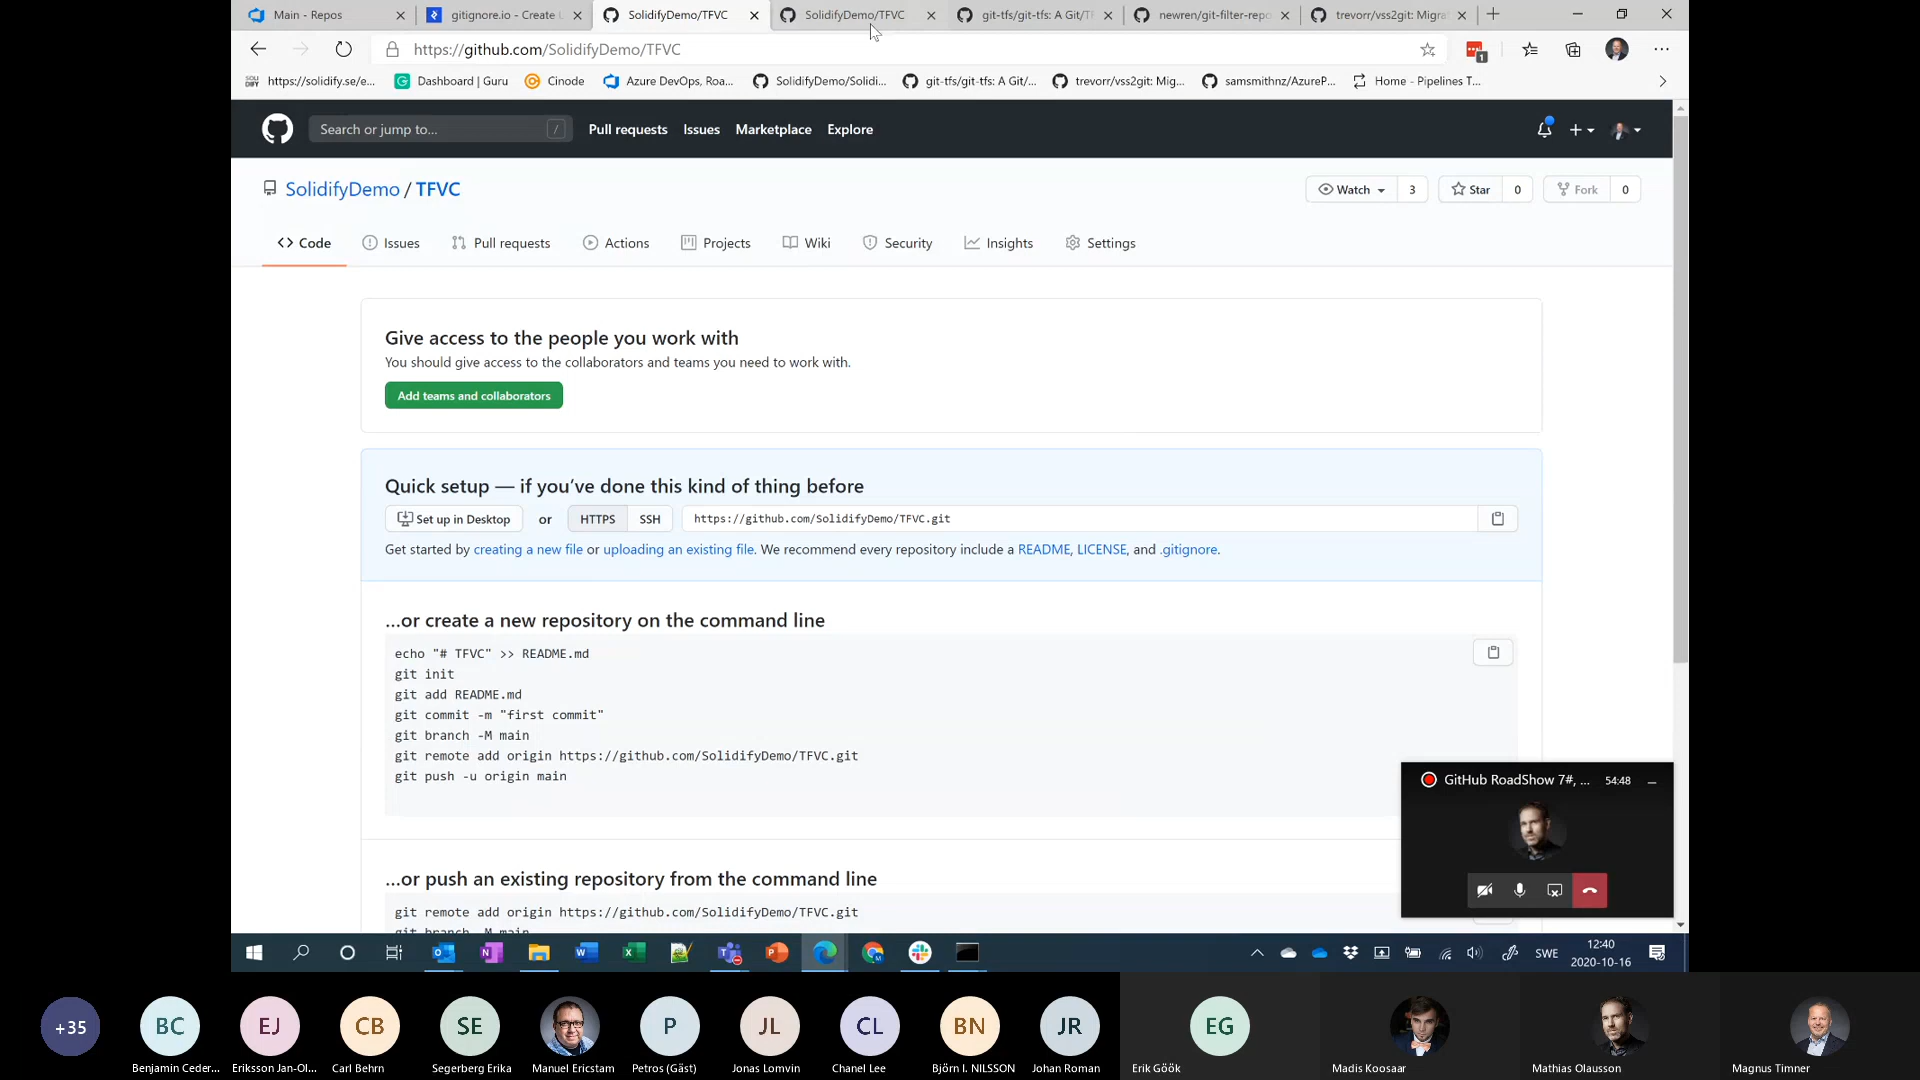 Main - Repos
gitignore.io - Create U
SolidifyDemo/TFVC
SolidifyDemo/TFVC
git-tfs/git-tfs: A Git/TF
newren/git-filter-repo
trevorr/vss2git: Migra
https://github.com/SolidifyDemo/TFVC
1
https://solidify.se/e...
Dashboard | Guru
Cinode
Azure DevOps, Roa...
SolidifyDemo/Solidi...
git-tfs/git-tfs: A Git/...
trevorr/vss2git: Mig...
samsmithnz/AzureP...
Home - Pipelines T...
Search or jump to...
/
Pull requests
Issues
Marketplace
Explore
SolidifyDemo / TFVC
Watch
3
Star
0
Fork
0
Code
Issues
Pull requests
Actions
Projects
Wiki
Security
Insights
Settings
Give access to the people you work with
You should give access to the collaborators and teams you need to work with.
Add teams and collaborators
Quick setup — if you’ve done this kind of thing before
Set up in Desktop
or
HTTPS
SSH
https://github.com/SolidifyDemo/TFVC.git
Get started by creating a new file or uploading an existing file. We recommend every repository include a README, LICENSE, and .gitignore.
…or create a new repository on the command line
echo "# TFVC" >> README.md
git init
git add README.md
git commit -m "first commit"
git branch -M main
git remote add origin https://github.com/SolidifyDemo/TFVC.git
git push -u origin main
…or push an existing repository from the command line
git remote add origin https://github.com/SolidifyDemo/TFVC.git
git branch -M main
GitHub RoadShow 7#, ...
54:48
SWE
12:40
2020-10-16
+35
BC
EJ
CB
SE
P
JL
CL
BN
JR
EG
Benjamin Ceder...
Eriksson Jan-Ol...
Carl Behrn
Segerberg Erika
Manuel Ericstam
Petros (Gäst)
Jonas Lomvin
Chanel Lee
Björn I. NILSSON
Johan Roman
Erik Göök
Madis Koosaar
Mathias Olausson
Magnus Timner